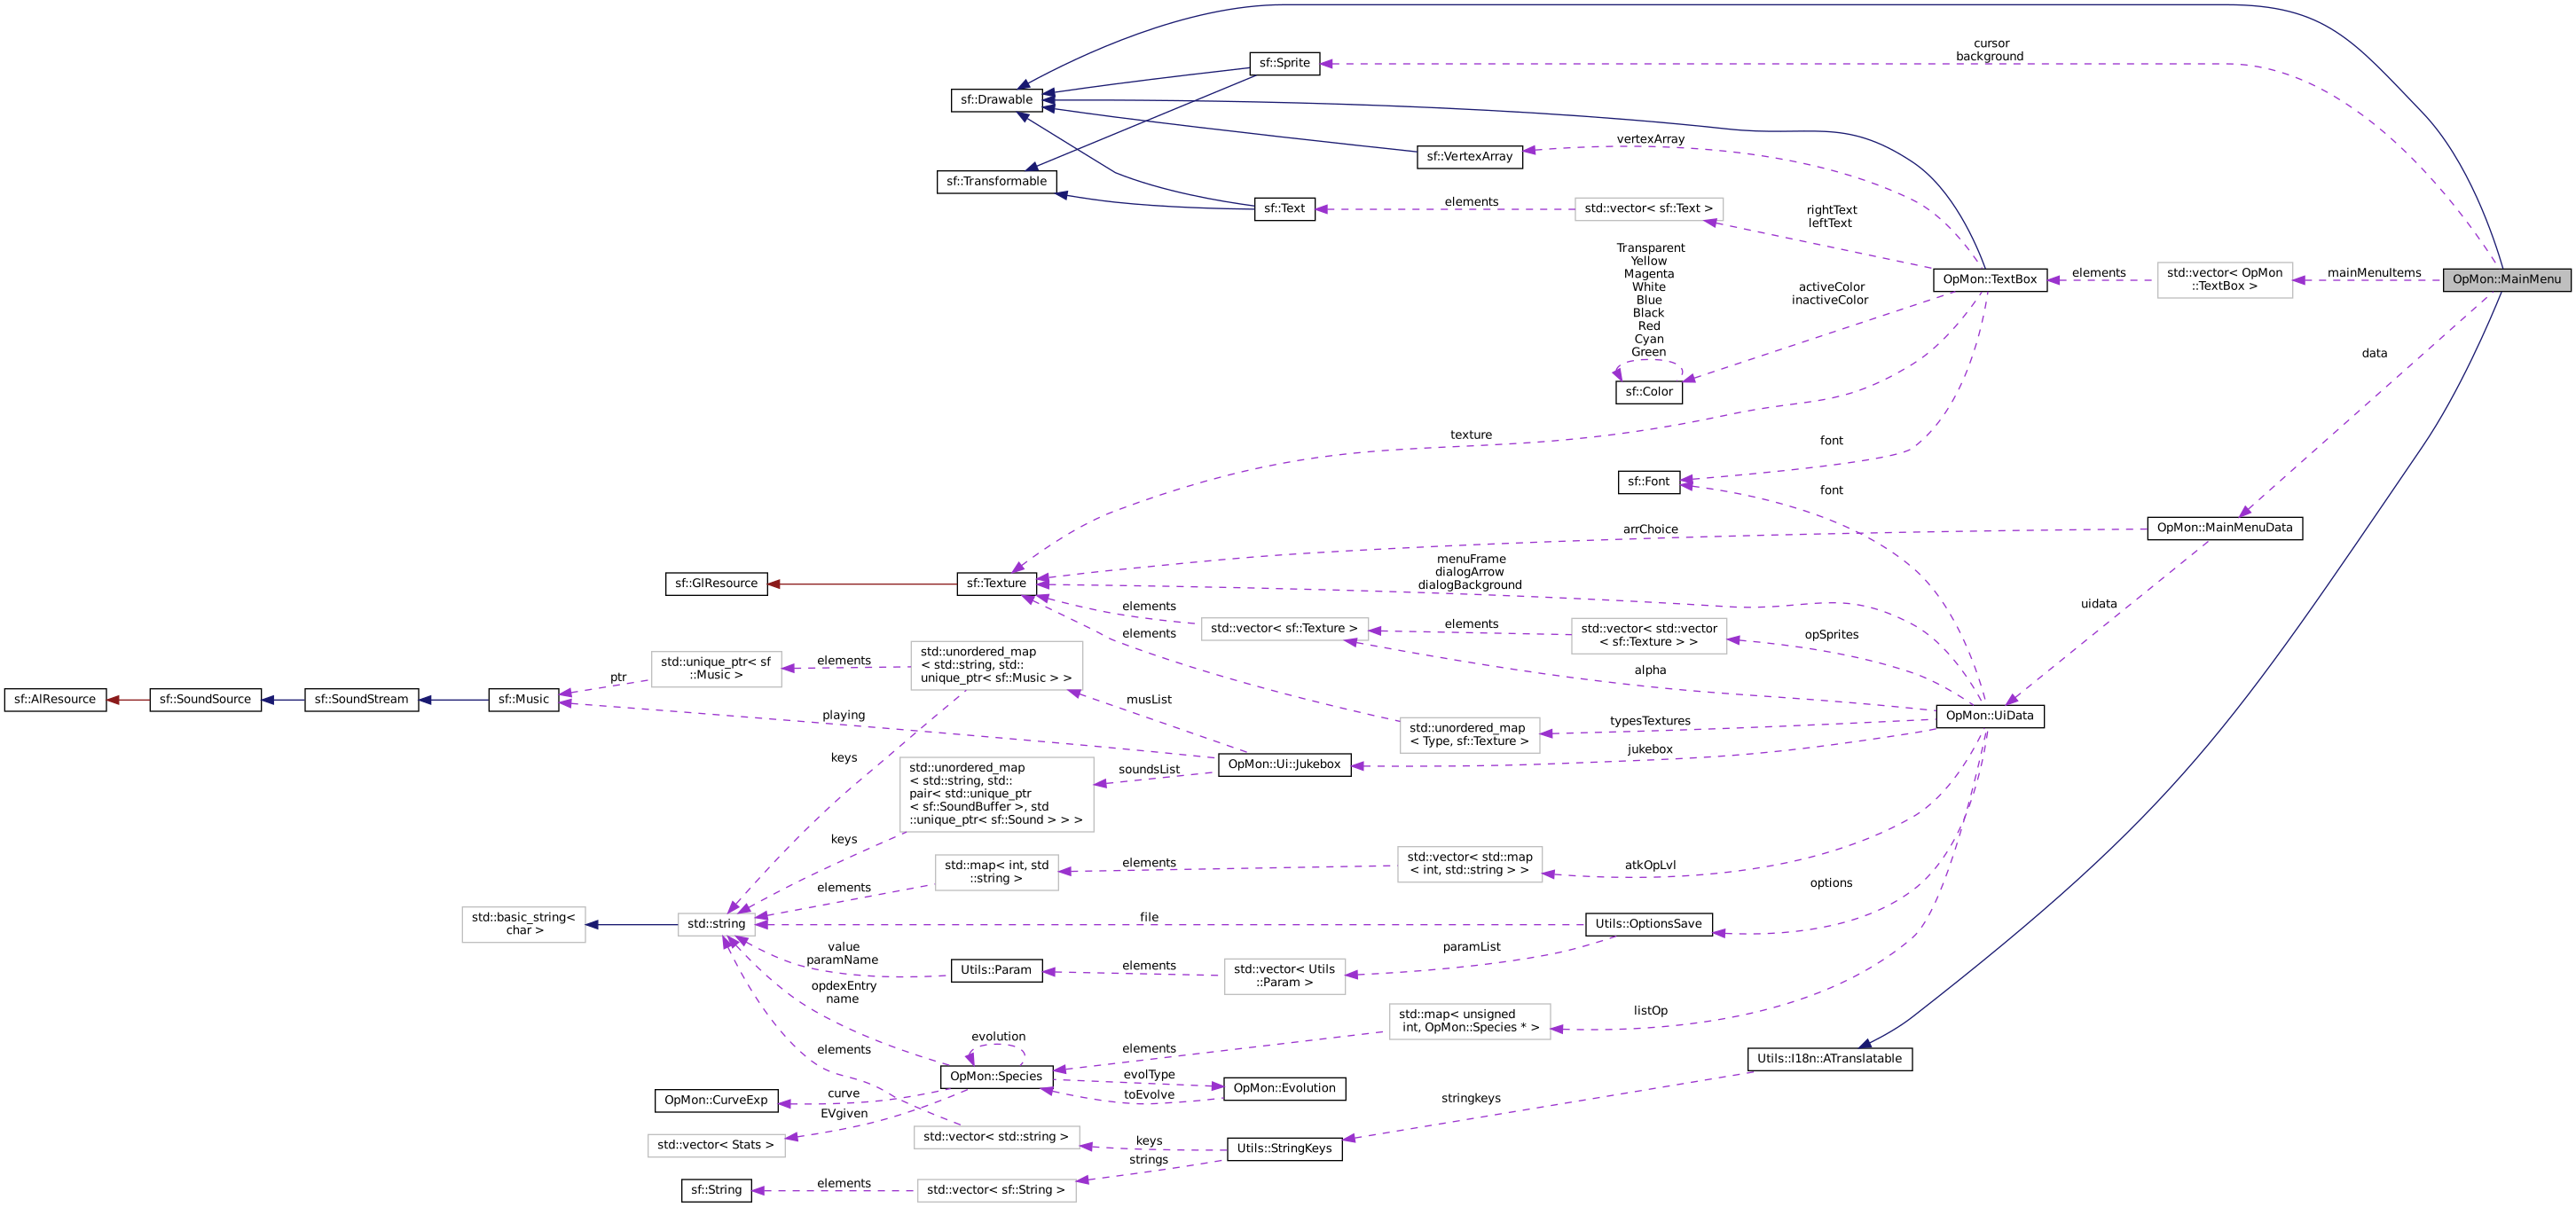 cursor
background
sf::Sprite
sf::Drawable
vertexArray
sf::VertexArray
sf::Transformable
elements
sf::Text
std::vector< sf::Text >
rightText
leftText
Transparent
Yellow
Magenta
White
Blue
Black
Red
Cyan
Green
OpMon::TextBox
elements
std::vector< OpMon
::TextBox >
mainMenuItems
OpMon::MainMenu
activeColor
inactiveColor
data
sf::Color
texture
font
sf::Font
font
arrChoice
OpMon::MainMenuData
menuFrame
dialogArrow
dialogBackground
sf::GlResource
sf::Texture
elements
uidata
std::vector< sf::Texture >
elements
std::vector< std::vector
< sf::Texture > >
opSprites
elements
std::unordered_map
< std::string, std::
unique_ptr< sf::Music > >
elements
std::unique_ptr< sf
::Music >
ptr
alpha
sf::AlResource
sf::SoundSource
sf::SoundStream
sf::Music
musList
playing
OpMon::UiData
std::unordered_map
< Type, sf::Texture >
typesTextures
jukebox
keys
OpMon::Ui::Jukebox
soundsList
std::unordered_map
< std::string, std::
pair< std::unique_ptr
< sf::SoundBuffer >, std
::unique_ptr< sf::Sound > > >
keys
std::map< int, std
::string >
elements
std::vector< std::map
< int, std::string > >
atkOpLvl
elements
options
std::basic_string<
char >
std::string
file
Utils::OptionsSave
value
paramName
Utils::Param
elements
std::vector< Utils
::Param >
paramList
opdexEntry
name
std::map< unsigned
int, OpMon::Species * >
listOp
evolution
elements
elements
Utils::I18n::ATranslatable
OpMon::Species
evolType
OpMon::Evolution
toEvolve
OpMon::CurveExp
curve
stringkeys
EVgiven
std::vector< Stats >
std::vector< std::string >
keys
Utils::StringKeys
strings
sf::String
elements
std::vector< sf::String >